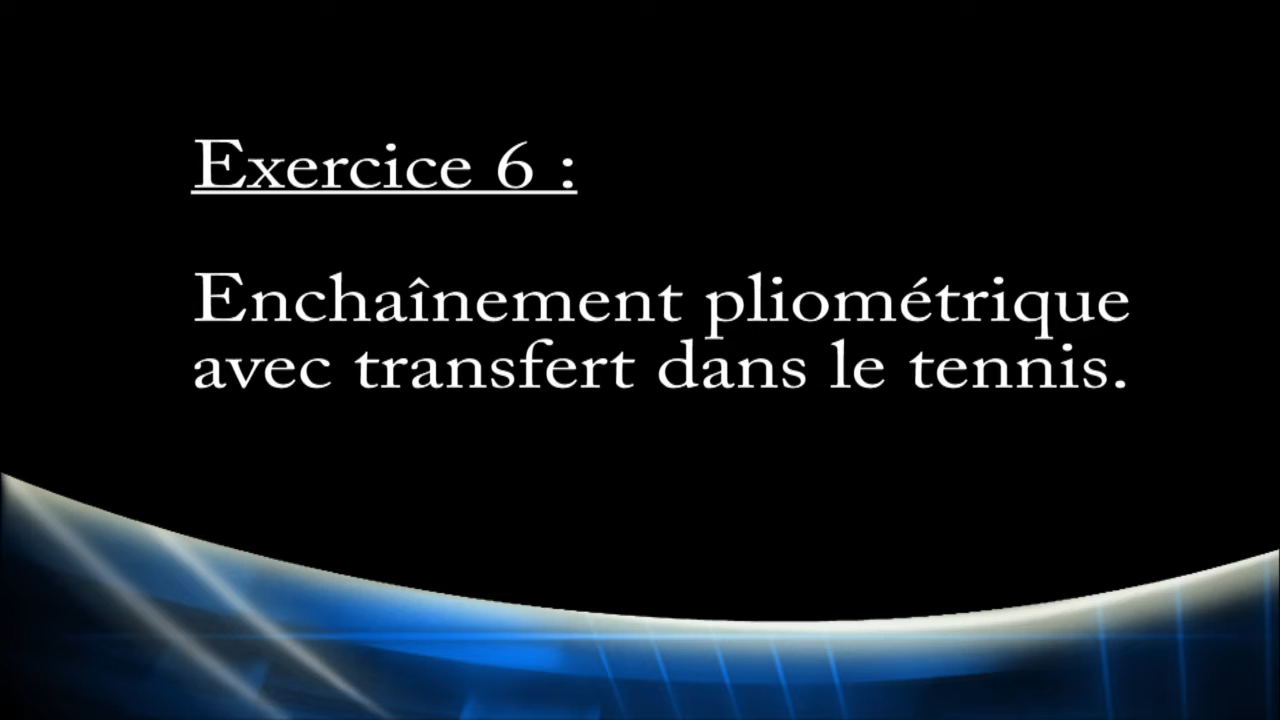 Exercice 6 :
Enchaînement pliométrique
avec transfert dans le tennis.